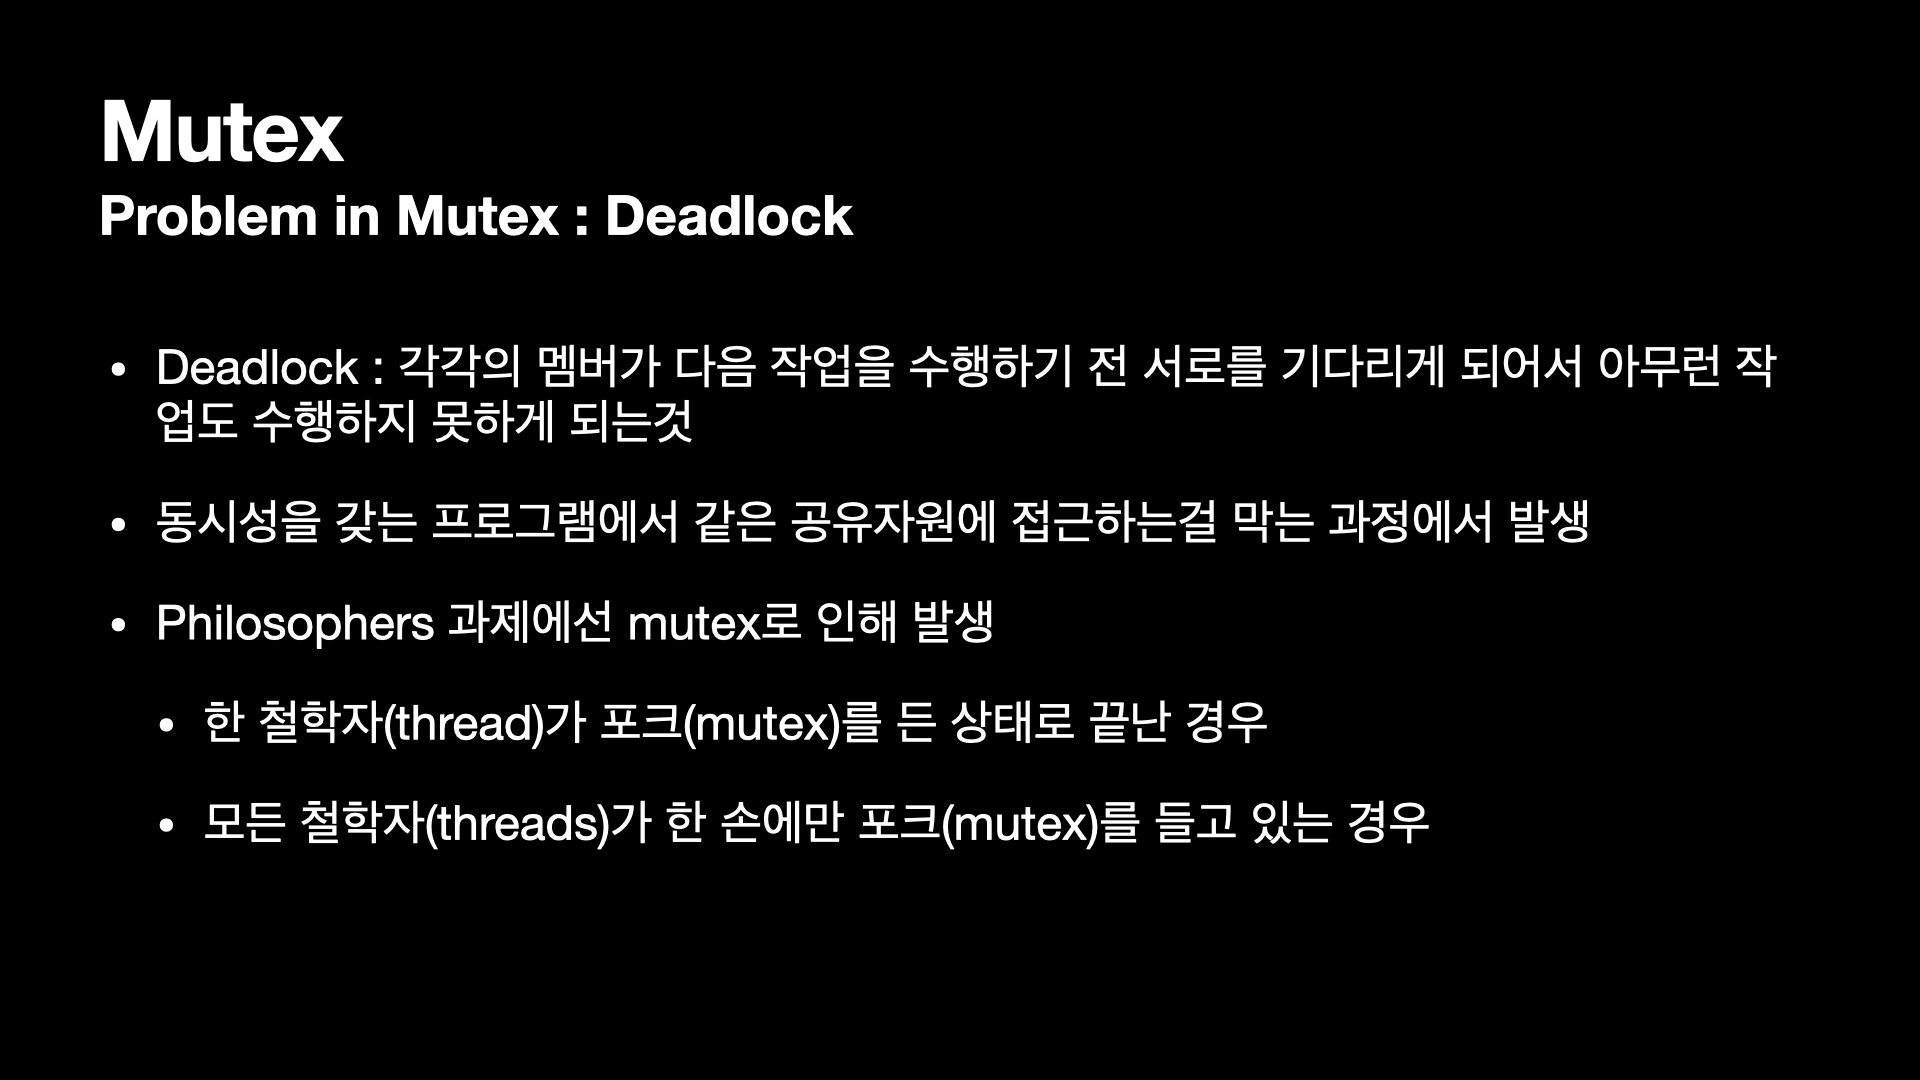 Mutex
Problem in Mutex : Deadlock
• Deadlock : 각각의 멤버가 다음 작업을 수행하기 전 서로를 기다리게 되어서 아무런 작
업도 수행하지 못하게 되는것
• 동시성을 갖는 프로그램에서 같은 공유자원에 접근하는걸 막는 과정에서 발생
• Philosophers 과제에선 mutex로 인해 발생
• 한 철학자(thread)가 포크(mutex)를 든 상태로 끝난 경우
• 모든 철학자(threads)가 한 손에만 포크(mutex)를 들고 있는 경우